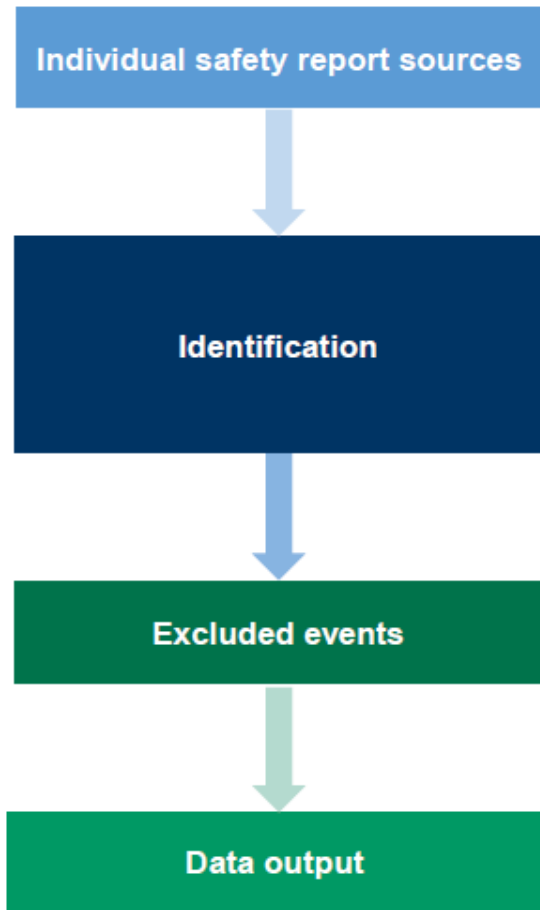 Individual safety report sources
Identification
Excluded events
Data output